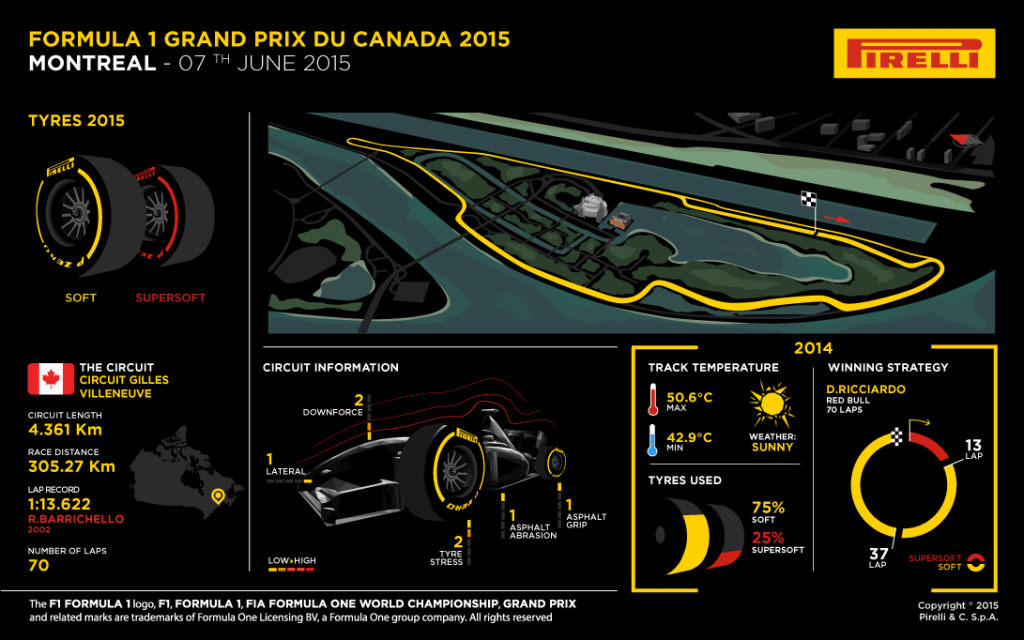 FORMULA 1 GRAND PRIX DU CANADA 2015
MONTREAL - 07 TH JUNE 2015
PIRELLI
TYRES 2015
PIRELLI
PIRELLI
P ZERO
P ZERO
SOFT
SUPERSOFT
THE CIRCUIT
CIRCUIT GILLES
VILLENEUVE
CIRCUIT LENGTH
4.361 Km
RACE DISTANCE
305.27 Km
LAP RECORD
1:13.622
R.BARRICHELLO
2002
NUMBER OF LAPS
70
CIRCUIT INFORMATION
2
DOWNFORCE
1
LATERAL
PIRELLI
ZERO
2
TYRE
STRESS
1
ASPHALT
ABRASION
1
ASPHALT
GRIP
LOW HIGH
2014
TRACK TEMPERATURE
50.6°C
MAX
42.9°C
MIN
WEATHER:
SUNNY
TYRES USED
75%
SOFT
25%
SUPERSOFT
WINNING STRATEGY
D.RICCIARDO
RED BULL
70 LAPS
13
LAP
37
LAP
SUPERSOFT
SOFT
The F1 FORMULA 1 logo, F1, FORMULA 1, FIA FORMULA ONE WORLD CHAMPIONSHIP, GRAND PRIX
and related marks are trademarks of Formula One Licensing BV, a Formula One group company. All rights reserved
Copyright © 2015
Pirelli & C. S.p.A.